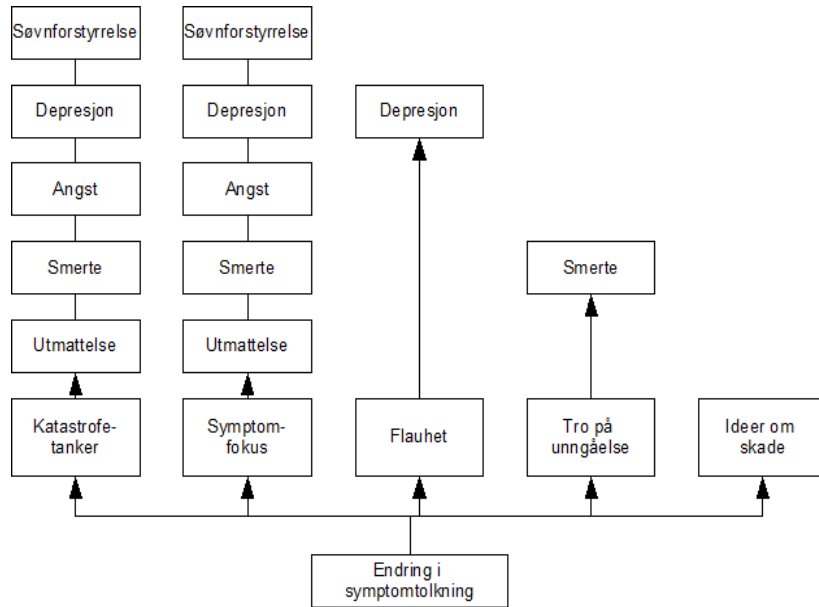 Søvnforstyrrelse
Søvnforstyrrelse
Depresjon
Depresjon
Depresjon
Angst
Angst
Smerte
Smerte
Smerte
Utmattelse
Utmattelse
Katastrofe-
tanker
Symptom-
fokus
Flauhet
Tro på
unngåelse
Ideer om
skade
Endring i
symptomtolkning